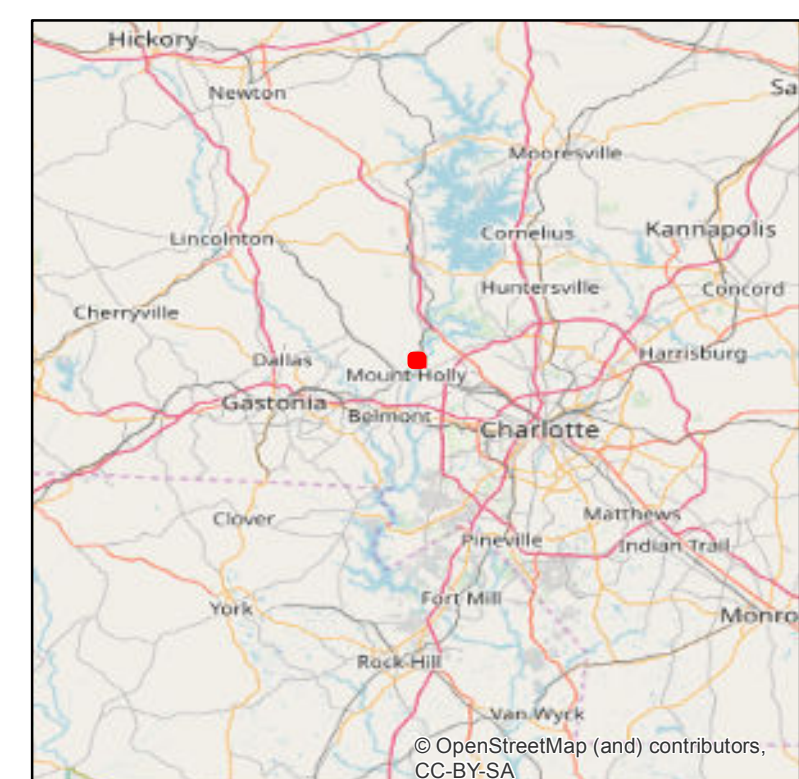 Hickory
Sa
Newton
Mooresville
Kannapolis
Cornelius
Lincolnton
Huntersville
Concord
Cherryville
Dallas
Harrisburg
Mount Holly
Gastonia
Belmont
Charlotte
Clover
Matthews
Pineville
Indian Trail
Fort Mill
York
Monro
Rock Hill
Van Wyck
© OpenStreetMap (and) contributors,
CC-BY-SA